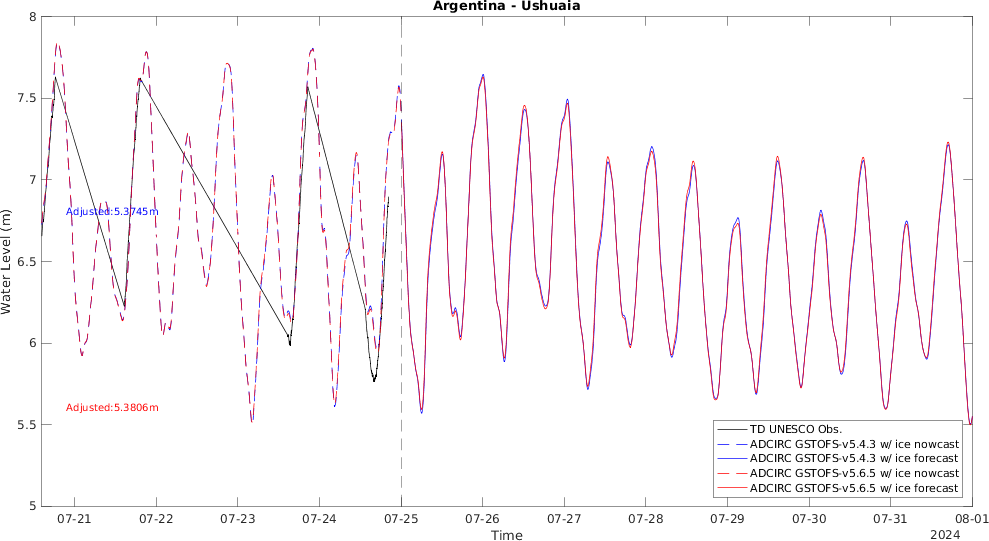 Argentina - Ushuaia
8
7.5
7
6.5
6
5.5
5
Water Level (m)
Adjusted:5.3745m
Adjusted:5.3806m
TD UNESCO Obs.
ADCIRC GSTOFS-v5.4.3 w/ ice nowcast
ADCIRC GSTOFS-v5.4.3 w/ ice forecast
ADCIRC GSTOFS-v5.6.5 w/ ice nowcast
ADCIRC GSTOFS-v5.6.5 w/ ice forecast
07-21 07-22 07-23 07-24 07-25 07-26 07-27 07-28 07-29 07-30 07-31 08-01
Time
2024